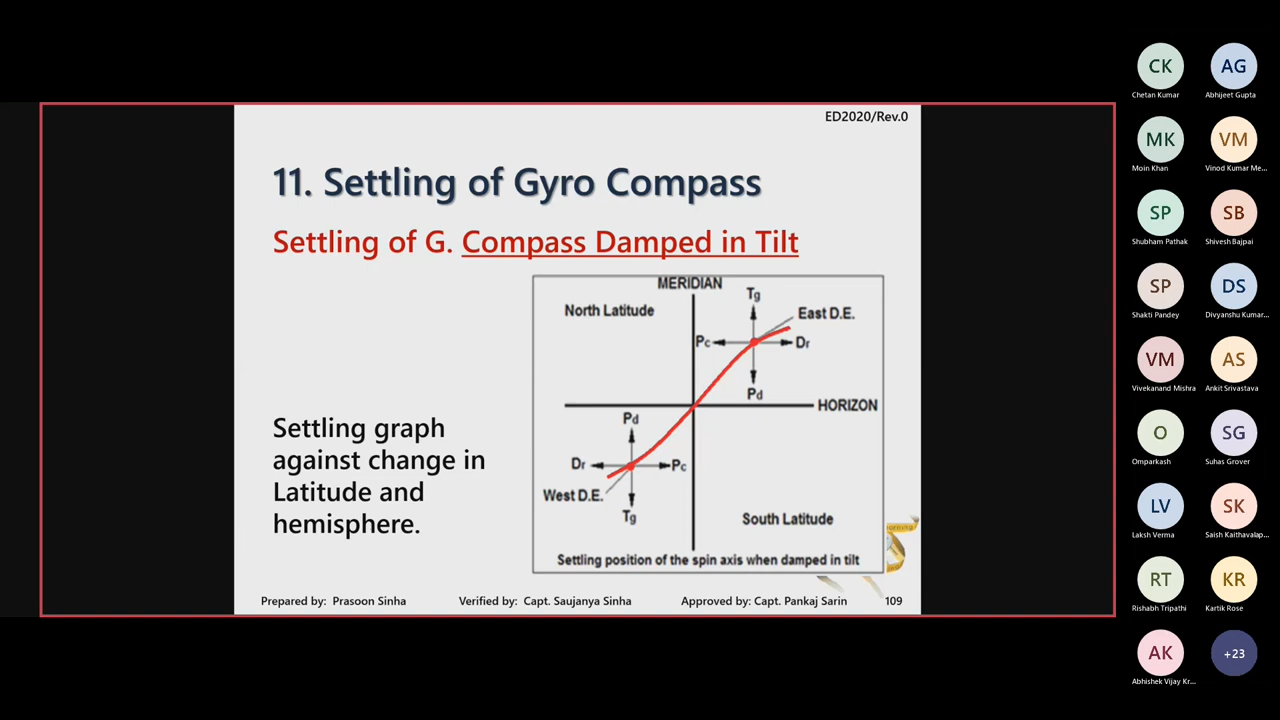 ED2020/Rev.0
11. Settling of Gyro Compass
Settling of G. Compass Damped in Tilt
Settling graph
against change in
Latitude and
hemisphere.
MERIDIAN
North Latitude
Tg
East D.E.
Pc
Dr
Pd
HORIZON
Pd
Dr
Pc
West D.E.
Tg
South Latitude
Settling position of the spin axis when damped in tilt
Prepared by: Prasoon Sinha
Verified by: Capt. Saujanya Sinha
Approved by: Capt. Pankaj Sarin
109
CK
AG
Chetan Kumar
Abhijeet Gupta
MK
VM
Moin Khan
Vinod Kumar Me...
SP
SB
Shubham Pathak
Shivesh Bajpai
SP
DS
Shakti Pandey
Divyanshu Kumar...
VM
AS
Vivekanand Mishra
Ankit Srivastava
O
SG
Omparkash
Suhas Grover
LV
SK
Laksh Verma
Saish Kaithavalap...
RT
KR
Rishabh Tripathi
Kartik Rose
AK
+23
Abhishek Vijay Kr...